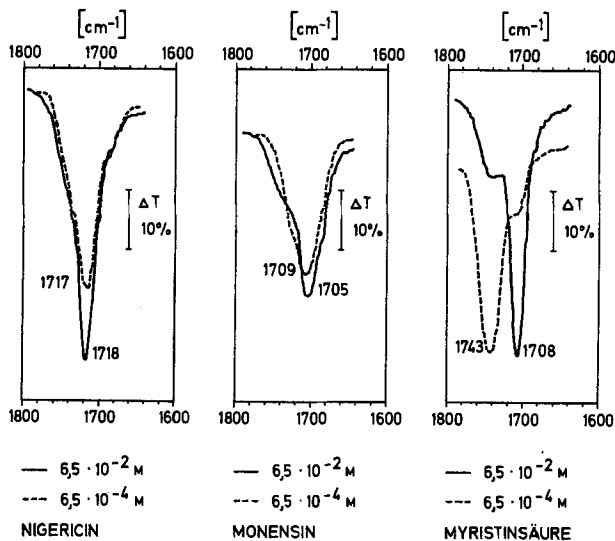 [cm-1] [cm-1] [cm-1]
1800 1700 1600 1800 1700 1600 1800 1700 1600
ΔT
10%
1717
1718
ΔT
10%
1709
1705
ΔT
10%
1743
1708
1800 1700 1600 1800 1700 1600 1800 1700 1600
6,5 · 10-2 M 6,5 · 10-2 M 6,5 · 10-2 M
6,5 · 10-4 M 6,5 · 10-4 M 6,5 · 10-4 M
NIGERICIN MONENSIN MYRISTINSÄURE